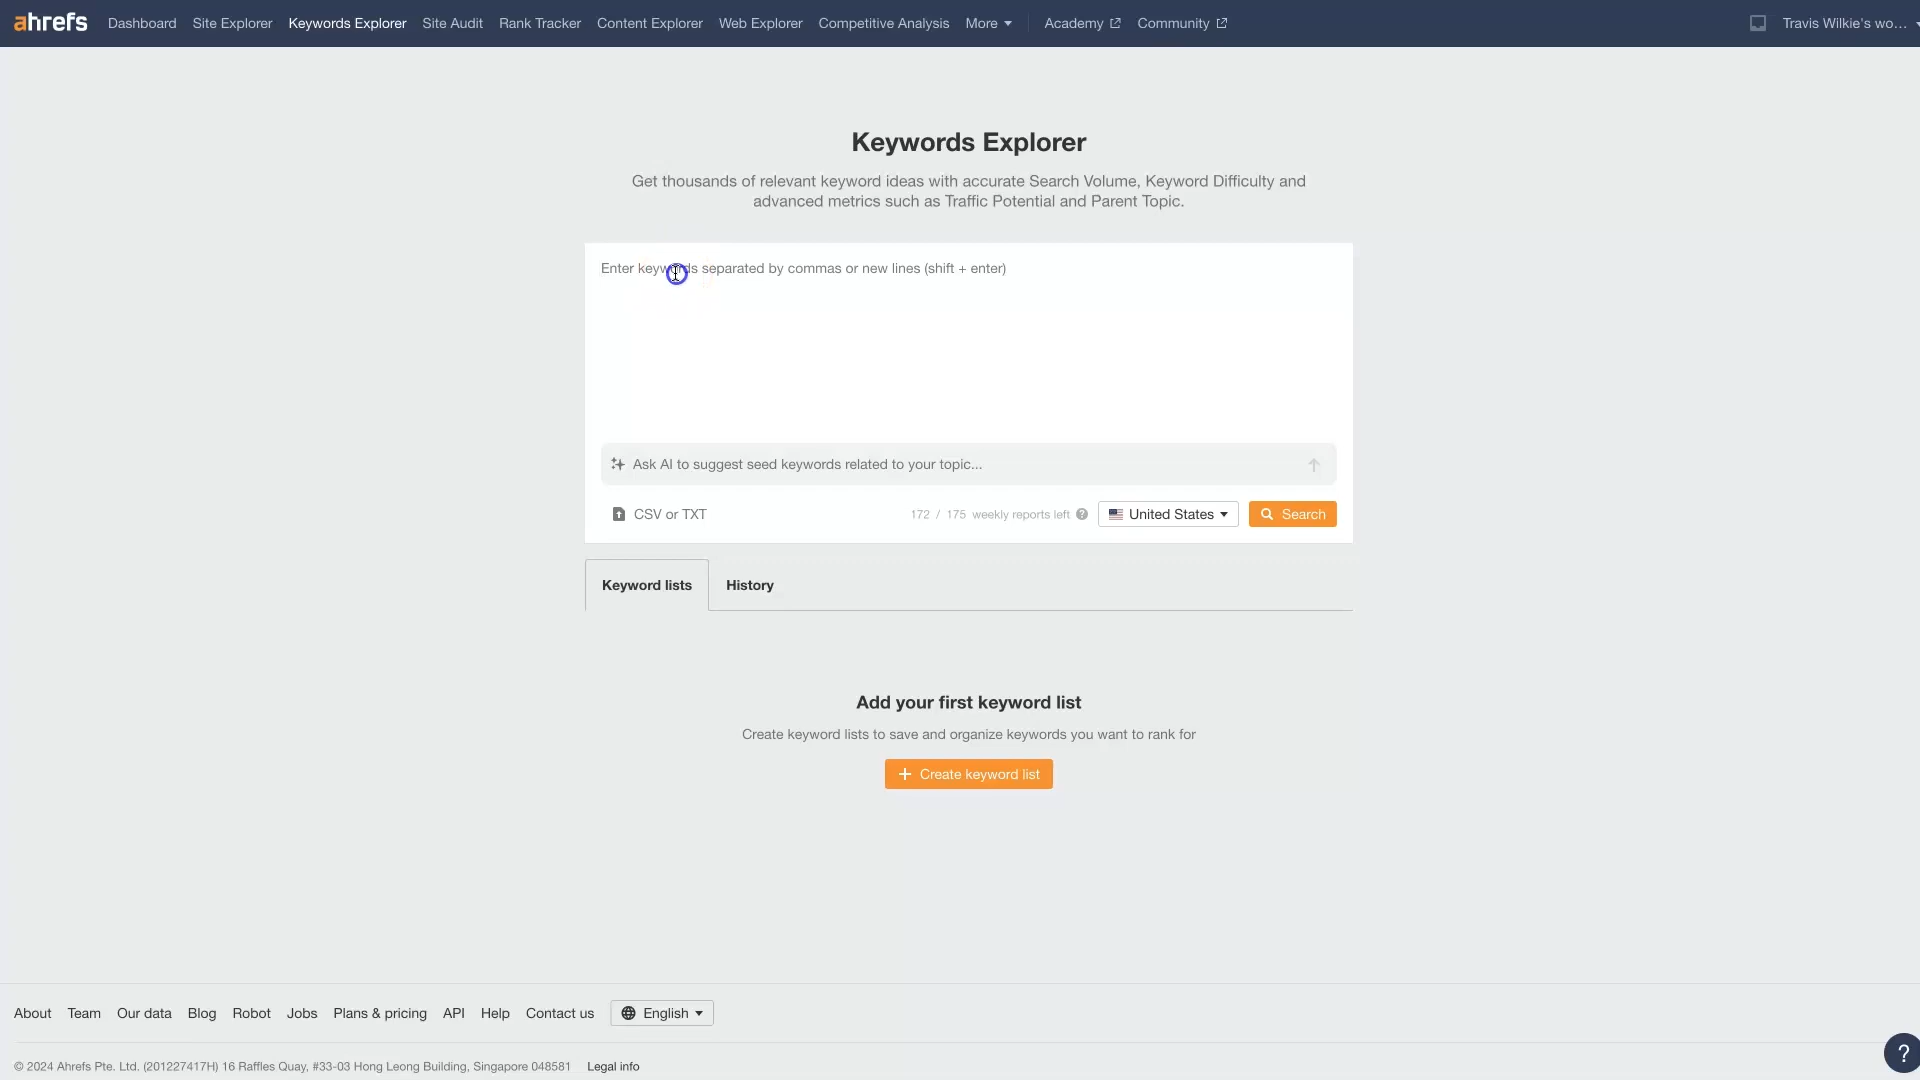 ahrefs Dashboard Site Explorer Keywords Explorer Site Audit Rank Tracker Content Explorer Web Explorer Competitive Analysis More Academy Community Travis Wilkie's wo...
Keywords Explorer
Get thousands of relevant keyword ideas with accurate Search Volume, Keyword Difficulty and
advanced metrics such as Traffic Potential and Parent Topic.
Enter keywords separated by commas or new lines (shift + enter)
Ask AI to suggest seed keywords related to your topic...
CSV or TXT 172 / 175 weekly reports left ? United States Search
Keyword lists History
Add your first keyword list
Create keyword lists to save and organize keywords you want to rank for
+ Create keyword list
About Team Our data Blog Robot Jobs Plans & pricing API Help Contact us English
© 2024 Ahrefs Pte. Ltd. (201227417H) 16 Raffles Quay, #33-03 Hong Leong Building, Singapore 048581 Legal info
?